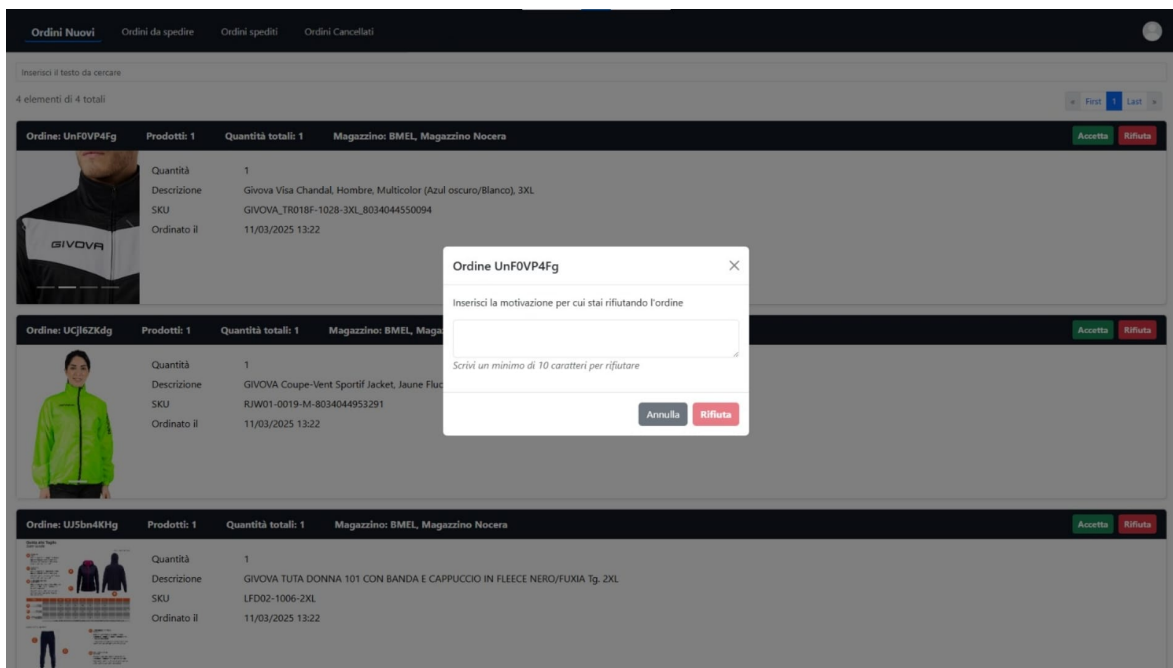 Ordini Nuovi Ordini da spedire Ordini spediti Ordini Cancellati
Inserisci il testo da cercare
4 elementi di 4 totali
« First 1 Last »
Ordine: UnF0VP4Fg Prodotti: 1 Quantità totali: 1 Magazzino: BMEL, Magazzino Nocera Accetta Rifiuta
Quantità 1
Descrizione Givova Visa Chandal, Hombre, Multicolor (Azul oscuro/Blanco), 3XL
SKU GIVOVA_TR018F-1028-3XL_8034044550094
Ordinato il 11/03/2025 13:22
GIVOVA
Ordine UnF0VP4Fg
Inserisci la motivazione per cui stai rifiutando l'ordine
Scrivi un minimo di 10 caratteri per rifiutare
Annulla Rifiuta
Ordine: UCjl6ZKdg Prodotti: 1 Quantità totali: 1 Magazzino: BMEL, Maga Accetta Rifiuta
Quantità 1
Descrizione GIVOVA Coupe-Vent Sportif Jacket, Jaune Fluo
SKU RJW01-0019-M-8034044953291
Ordinato il 11/03/2025 13:22
Ordine: UJ5bn4KHg Prodotti: 1 Quantità totali: 1 Magazzino: BMEL, Magazzino Nocera Accetta Rifiuta
Quantità 1
Descrizione GIVOVA TUTA DONNA 101 CON BANDA E CAPPUCCIO IN FLEECE NERO/FUXIA Tg. 2XL
SKU LFD02-1006-2XL
Ordinato il 11/03/2025 13:22